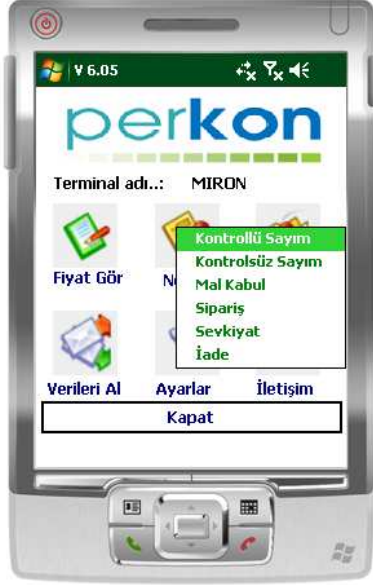 V 6.05
perkon
Terminal adı..: MIRON
Kontrollü Sayım
Kontrolsüz Sayım
Mal Kabul
Sipariş
Sevkiyat
İade
Fiyat Gör
Verileri Al Ayarlar İletişim
Kapat